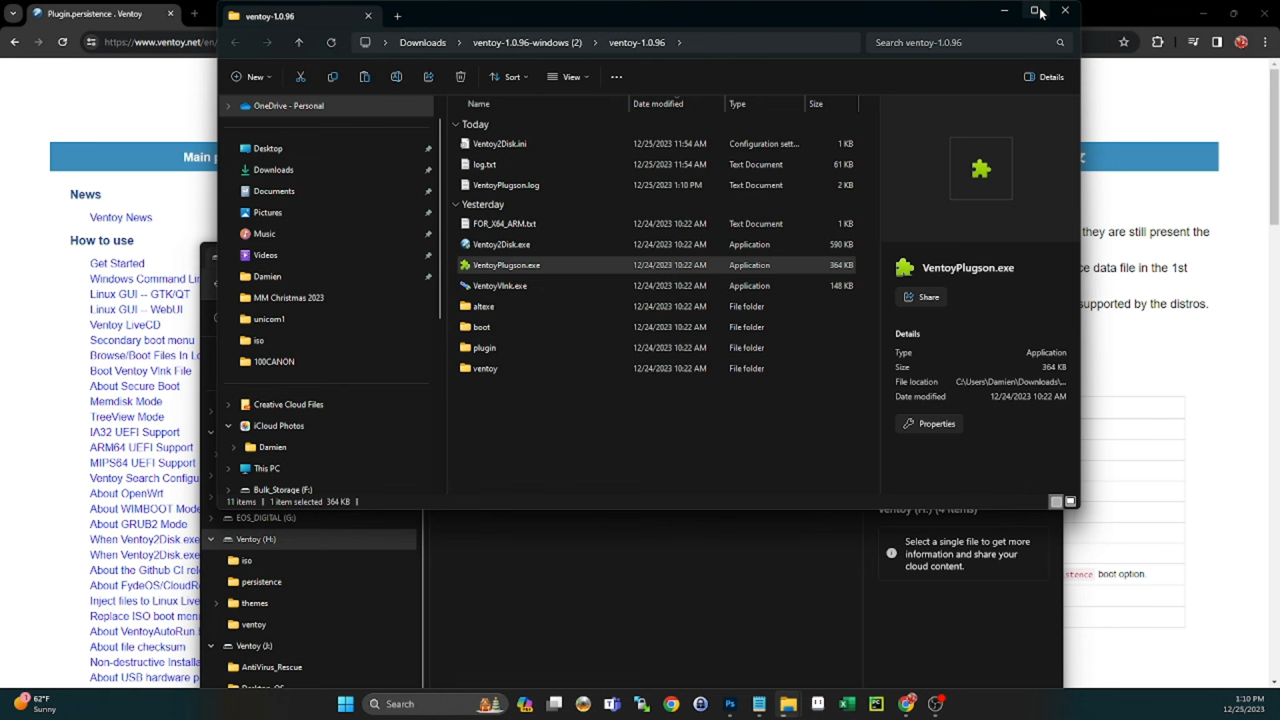 Plugin.persistence . Ventoy
https://www.ventoy.net/en/
ventoy-1.0.96
Downloads > ventoy-1.0.96-windows (2) > ventoy-1.0.96 >
Search ventoy-1.0.96
New
Sort
View
Details
Main p
News
Ventoy News
How to use
Get Started
Windows Command Lin
Linux GUI -- GTK/QT
Linux GUI -- WebUI
Ventoy LiveCD
Secondary boot menu
Browse/Boot Files In Lo
Boot Ventoy Vlnk File
About Secure Boot
Memdisk Mode
TreeView Mode
IA32 UEFI Support
ARM64 UEFI Support
MIPS64 UEFI Support
Ventoy Search Configu
About OpenWrt
About WIMBOOT Mode
About GRUB2 Mode
When Ventoy2Disk.exe
When Ventoy2Disk.exe
About the Github CI rele
About FydeOS/CloudR
Inject files to Linux Live
Replace ISO boot menu
About VentoyAutoRun.
About file checksum
Non-destructive Installa
About USB hardware p
OneDrive - Personal
Desktop
Downloads
Documents
Pictures
Music
Videos
Damien
MM Christmas 2023
unicorn1
iso
100CANON
Creative Cloud Files
iCloud Photos
Damien
This PC
Bulk_Storage (F:)
Name Date modified Type Size
Today
Ventoy2Disk.ini 12/25/2023 11:54 AM Configuration sett... 1 KB
log.txt 12/25/2023 11:54 AM Text Document 61 KB
VentoyPlugson.log 12/25/2023 1:10 PM Text Document 2 KB
Yesterday
FOR_X64_ARM.txt 12/24/2023 10:22 AM Text Document 1 KB
Ventoy2Disk.exe 12/24/2023 10:22 AM Application 590 KB
VentoyPlugson.exe 12/24/2023 10:22 AM Application 364 KB
VentoyVlnk.exe 12/24/2023 10:22 AM Application 148 KB
altexe 12/24/2023 10:22 AM File folder
boot 12/24/2023 10:22 AM File folder
plugin 12/24/2023 10:22 AM File folder
ventoy 12/24/2023 10:22 AM File folder
VentoyPlugson.exe
Share
Details
Type Application
Size 364 KB
File location C:\Users\Damien\Downloads\...
Date modified 12/24/2023 10:22 AM
Properties
11 items 1 item selected 364 KB
they are still present the
ce data file in the 1st
supported by the distros.
stence boot option.
EOS_DIGITAL (G:)
Ventoy (H:)
iso
persistence
themes
ventoy
Ventoy (J:)
AntiVirus_Rescue
Ventoy (H:) (4 items)
Select a single file to get more
information and share your
cloud content.
62°F
Sunny
Search
1:10 PM
12/25/2023